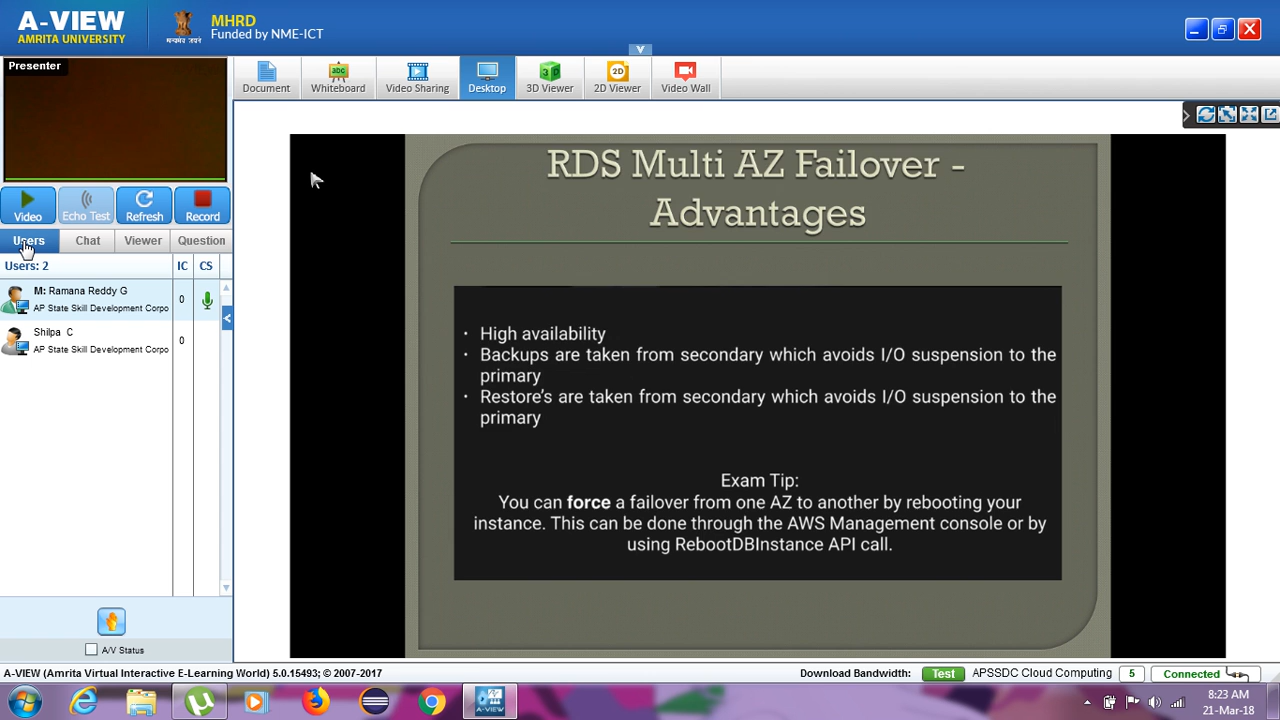 A-VIEW
AMRITA UNIVERSITY
MHRD
Funded by NME-ICT
Presenter
Document
Whiteboard
abc
Video Sharing
Desktop
3D
3D Viewer
2D
2D Viewer
Video Wall
Video
Echo Test
Refresh
Record
Users
Chat
Viewer
Question
Users: 2
IC
CS
M: Ramana Reddy G
AP State Skill Development Corpo
0
Shilpa C
AP State Skill Development Corpo
0
RDS Multi AZ Failover -
Advantages
· High availability
· Backups are taken from secondary which avoids I/O suspension to the
primary
· Restore's are taken from secondary which avoids I/O suspension to the
primary
Exam Tip:
You can force a failover from one AZ to another by rebooting your
instance. This can be done through the AWS Management console or by
using RebootDBInstance API call.
A/V Status
A-VIEW (Amrita Virtual Interactive E-Learning World) 5.0.15493; © 2007-2017
Download Bandwidth:
Test
APSSDC Cloud Computing
5
Connected
A-VIEW
8:23 AM
21-Mar-18